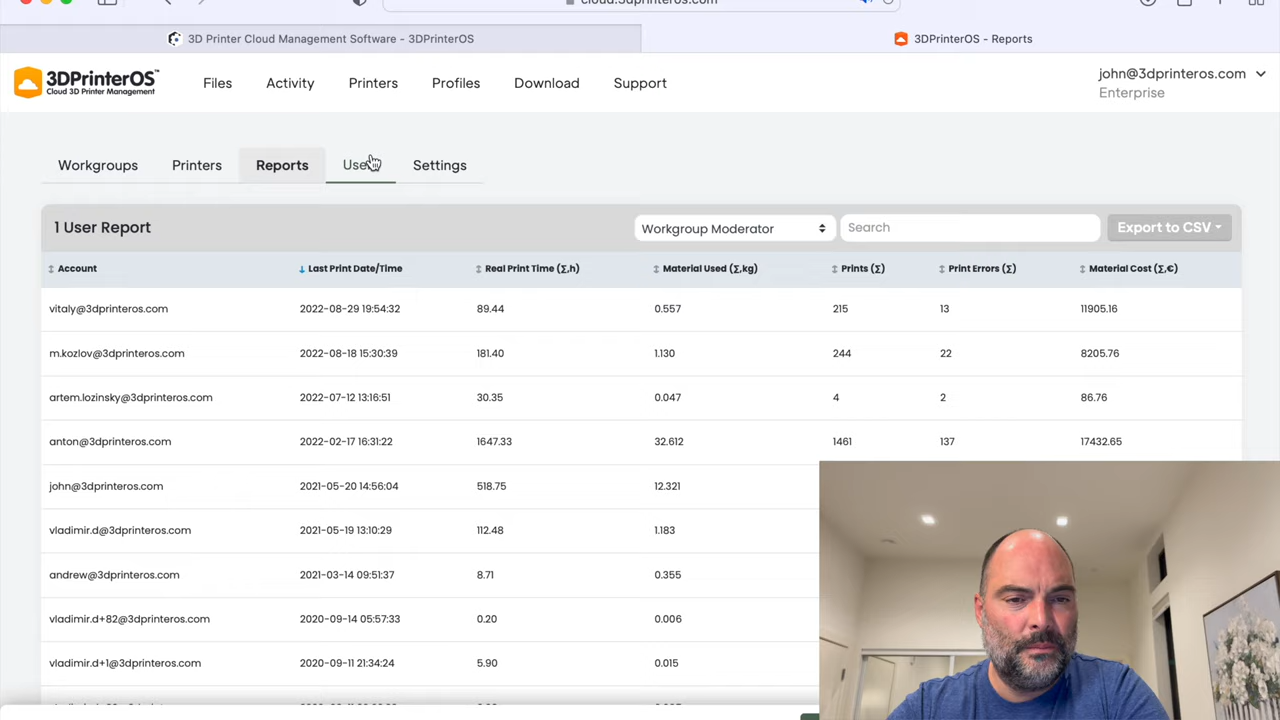 cloud.3dprinteros.com
3D Printer Cloud Management Software - 3DPrinterOS
3DPrinterOS - Reports
3DPrinterOS™
Cloud 3D Printer Management
Files Activity Printers Profiles Download Support
john@3dprinteros.com
Enterprise
Workgroups Printers Reports Use Settings
1 User Report Workgroup Moderator Search Export to CSV
Account Last Print Date/Time Real Print Time (Σ,h) Material Used (Σ,kg) Prints (Σ) Print Errors (Σ) Material Cost (Σ,€)
vitaly@3dprinteros.com 2022-08-29 19:54:32 89.44 0.557 215 13 11905.16
m.kozlov@3dprinteros.com 2022-08-18 15:30:39 181.40 1.130 244 22 8205.76
artem.lozinsky@3dprinteros.com 2022-07-12 13:16:51 30.35 0.047 4 2 86.76
anton@3dprinteros.com 2022-02-17 16:31:22 1647.33 32.612 1461 137 17432.65
john@3dprinteros.com 2021-05-20 14:56:04 518.75 12.321
vladimir.d@3dprinteros.com 2021-05-19 13:10:29 112.48 1.183
andrew@3dprinteros.com 2021-03-14 09:51:37 8.71 0.355
vladimir.d+82@3dprinteros.com 2020-09-14 05:57:33 0.20 0.006
vladimir.d+1@3dprinteros.com 2020-09-11 21:34:24 5.90 0.015